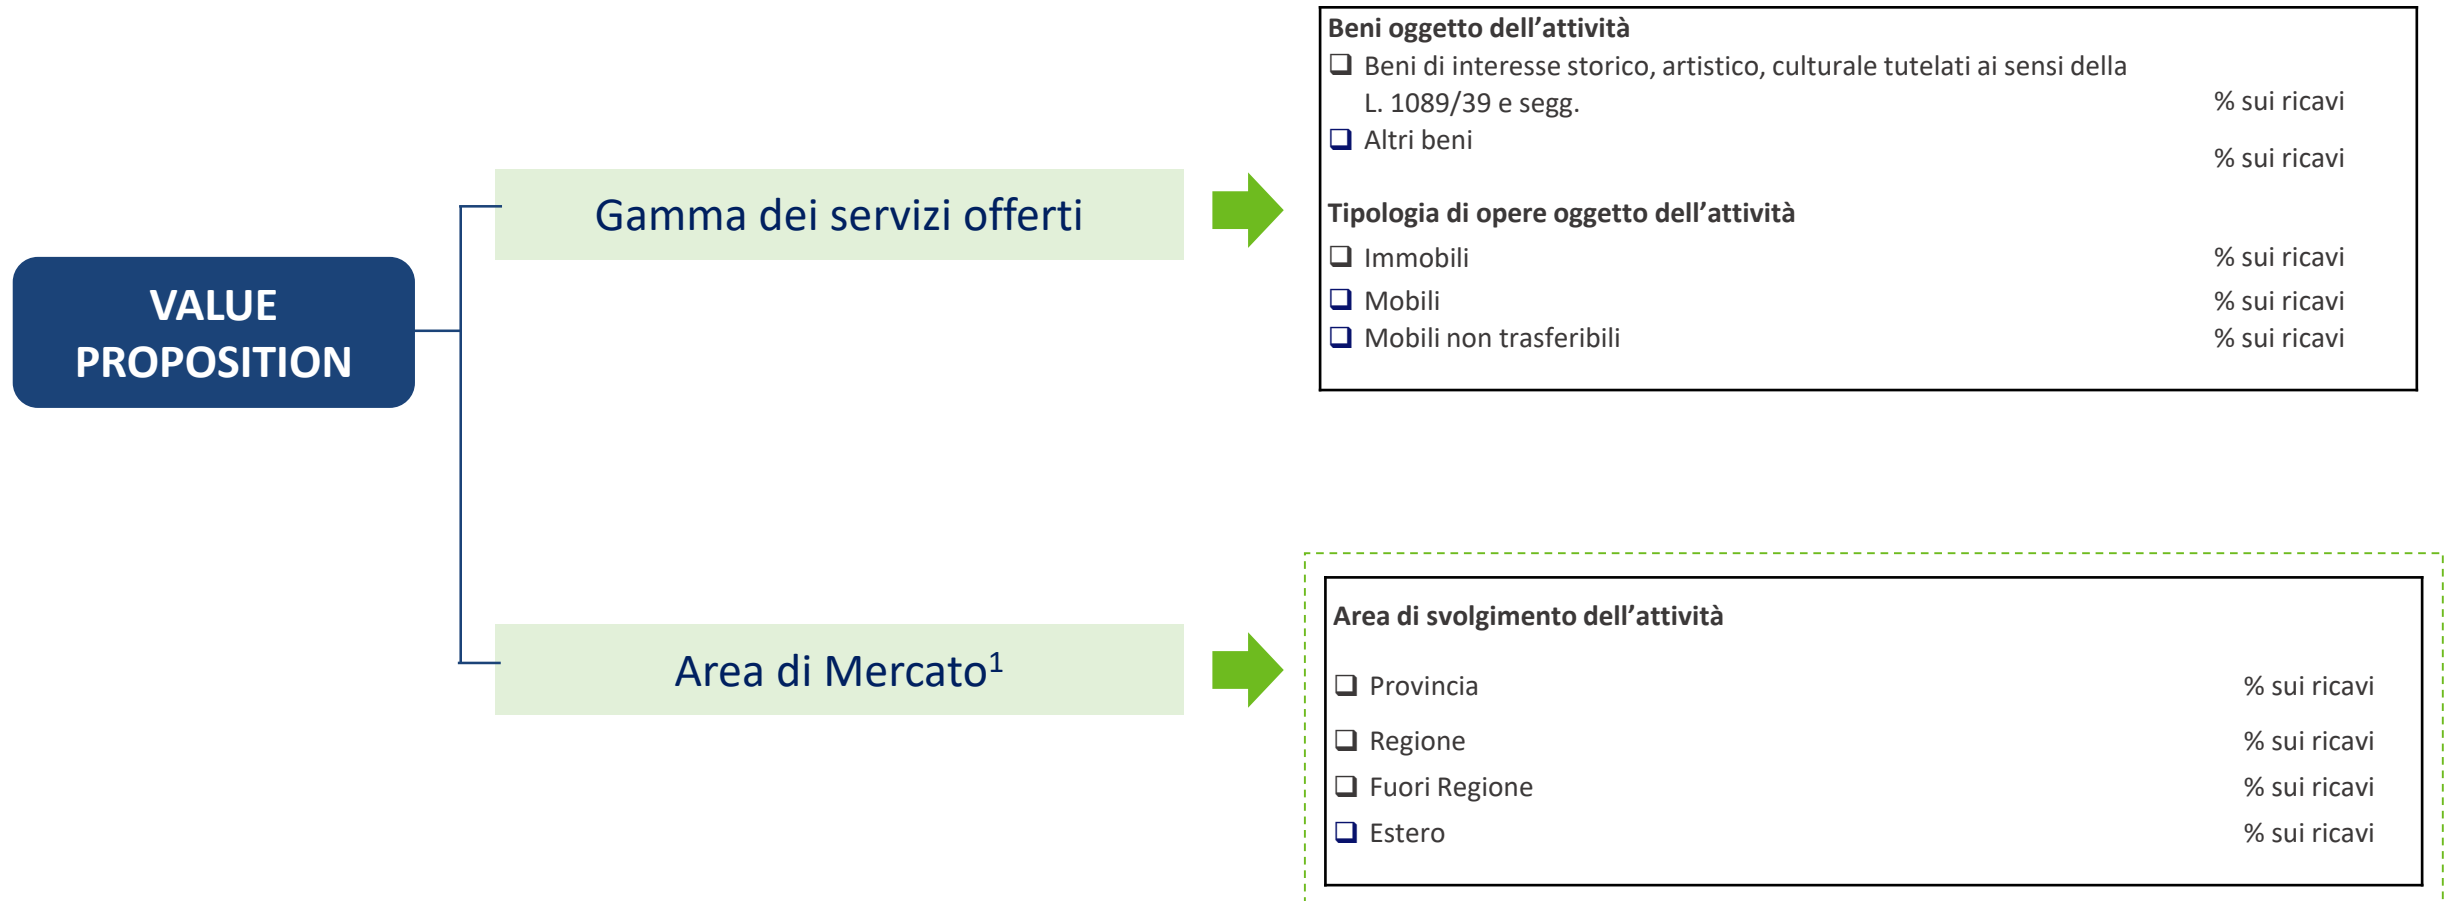 VALUE
PROPOSITION
Gamma dei servizi offerti
Beni oggetto dell’attività
❑ Beni di interesse storico, artistico, culturale tutelati ai sensi della
L. 1089/39 e segg. % sui ricavi
❑ Altri beni
% sui ricavi
Tipologia di opere oggetto dell’attività
❑ Immobili % sui ricavi
❑ Mobili % sui ricavi
❑ Mobili non trasferibili % sui ricavi
Area di Mercato¹
Area di svolgimento dell’attività
❑ Provincia % sui ricavi
❑ Regione % sui ricavi
❑ Fuori Regione % sui ricavi
❑ Estero % sui ricavi